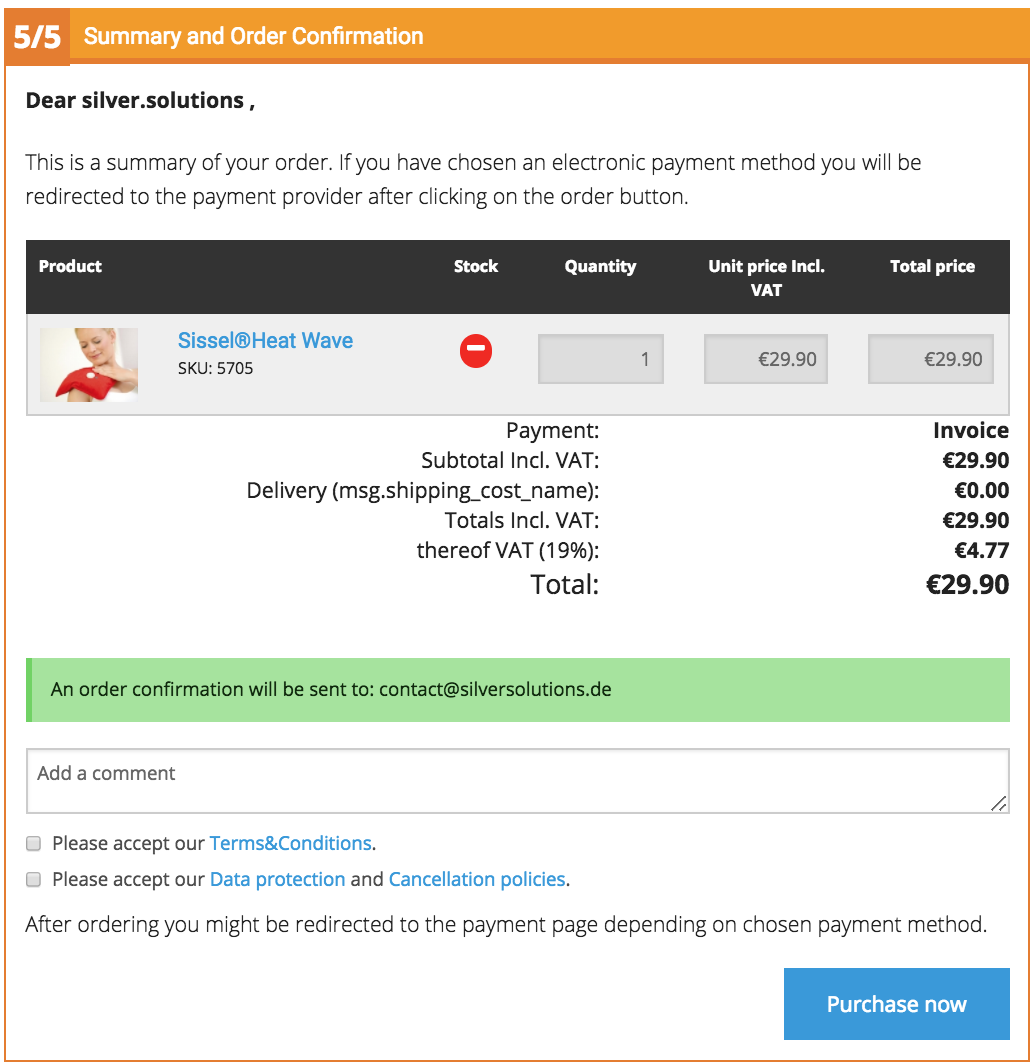 5/5 Summary and Order Confirmation
Dear silver.solutions ,
This is a summary of your order. If you have chosen an electronic payment method you will be
redirected to the payment provider after clicking on the order button.
Product Stock Quantity Unit price Incl. VAT Total price
Sissel®Heat Wave
SKU: 5705
1 €29.90 €29.90
Payment: Invoice
Subtotal Incl. VAT: €29.90
Delivery (msg.shipping_cost_name): €0.00
Totals Incl. VAT: €29.90
thereof VAT (19%): €4.77
Total: €29.90
An order confirmation will be sent to: contact@silversolutions.de
Add a comment
Please accept our Terms&Conditions.
Please accept our Data protection and Cancellation policies.
After ordering you might be redirected to the payment page depending on chosen payment method.
Purchase now